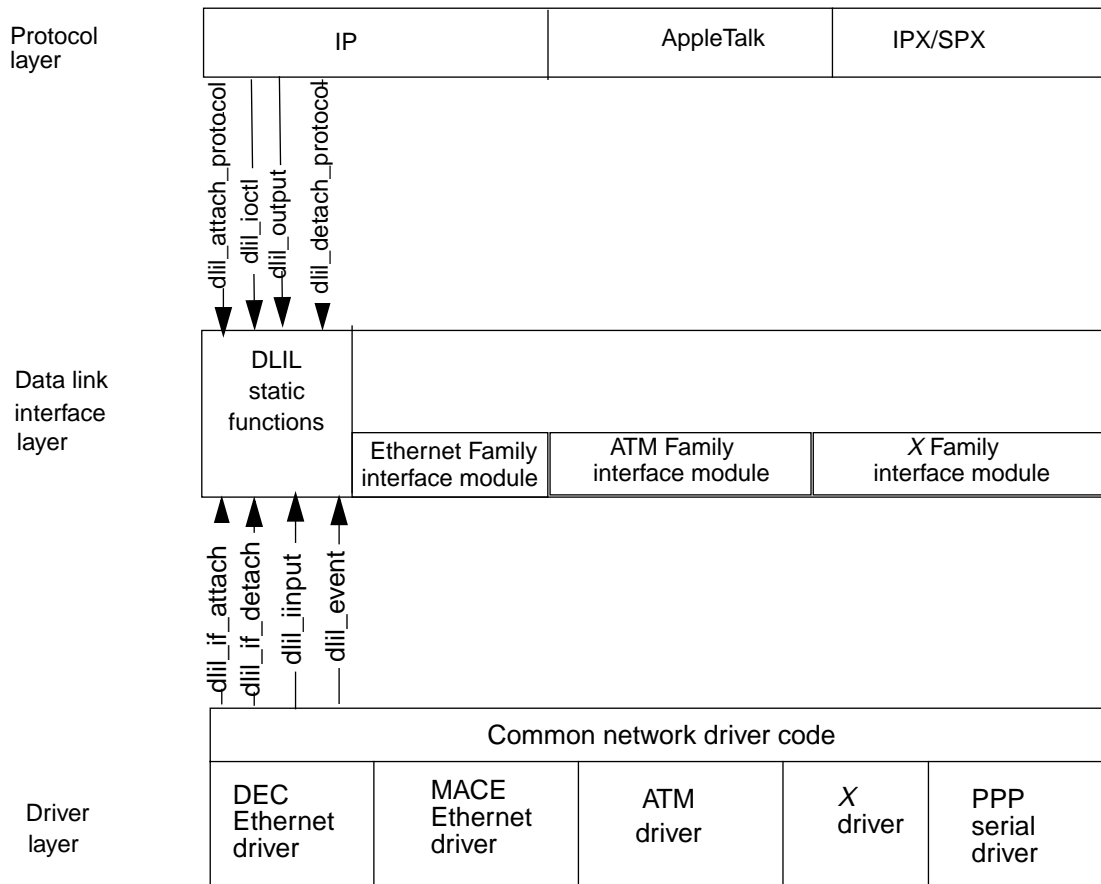 Protocol
layer
IP
AppleTalk
IPX/SPX
dlil_attach_protocol
dlil_ioctl
dlil_output
dlil_detach_protocol
Data link
interface
layer
DLIL
static
functions
Ethernet Family
interface module
ATM Family
interface module
X Family
interface module
dlil_if_attach
dlil_if_detach
dlil_iinput
dlil_event
Common network driver code
Driver
layer
DEC
Ethernet
driver
MACE
Ethernet
driver
ATM
driver
X
driver
PPP
serial
driver